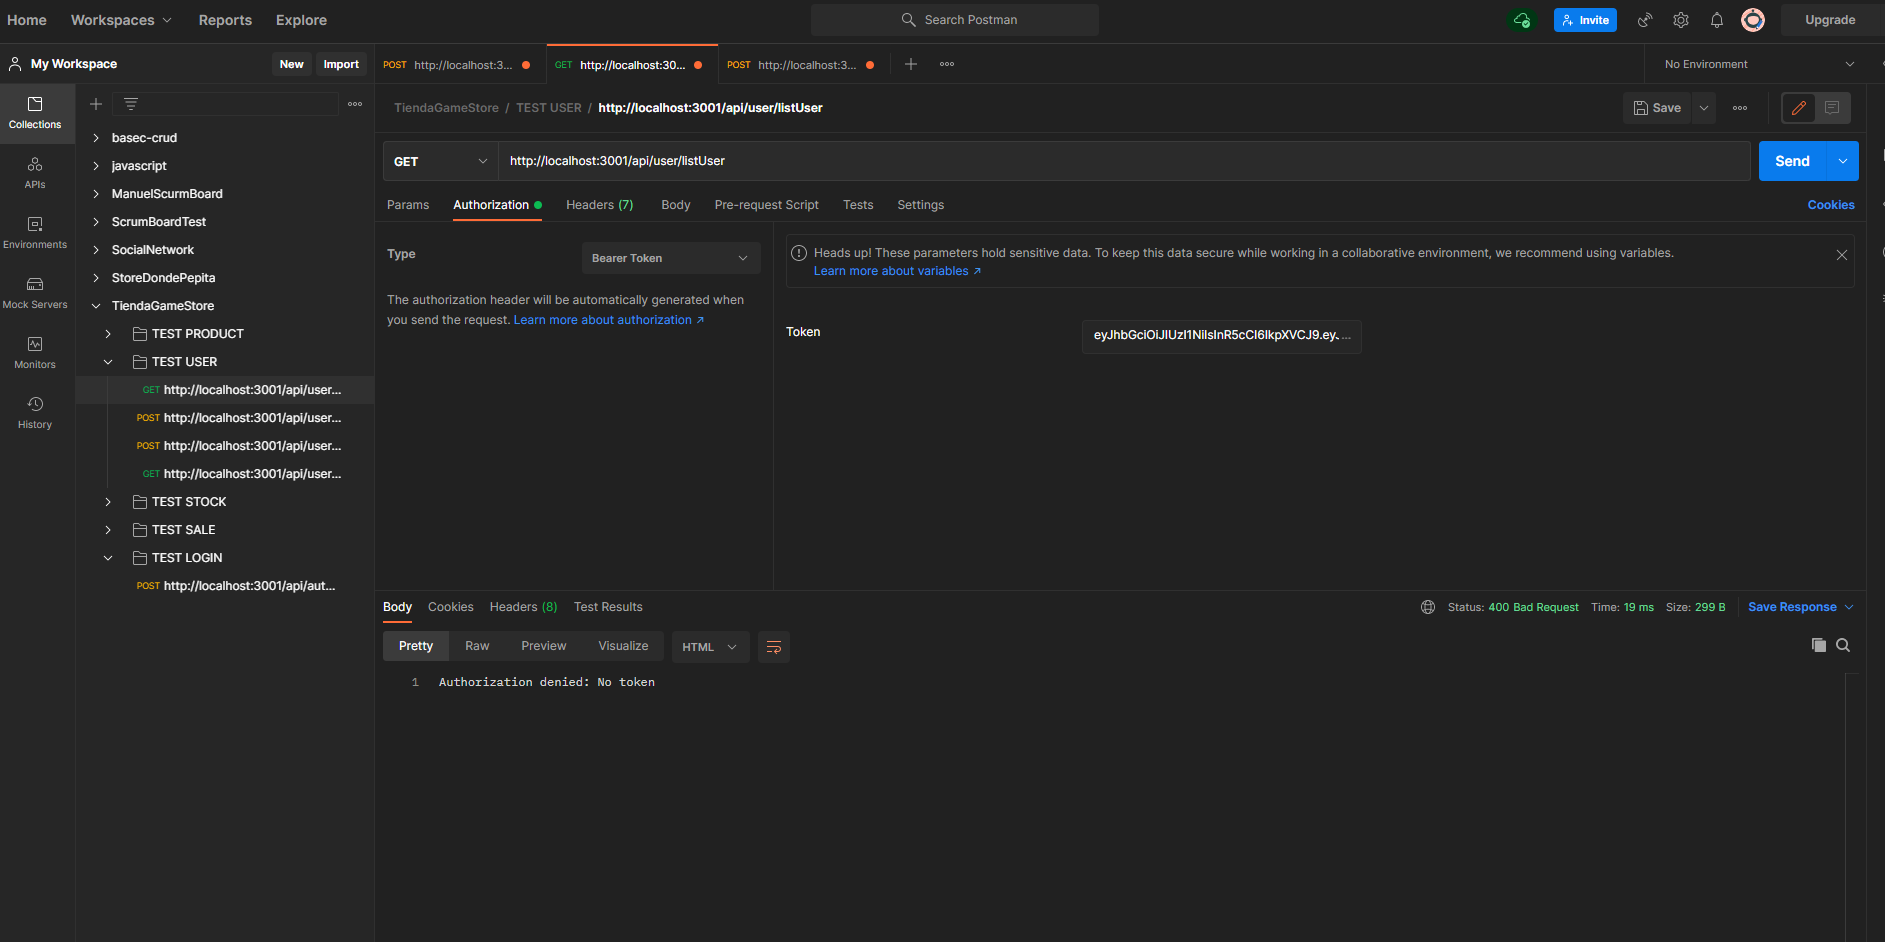 Home Workspaces Reports Explore Search Postman Invite Upgrade
My Workspace New Import
POST http://localhost:3... GET http://localhost:30... POST http://localhost:3... No Environment
Collections
APIs
Environments
Mock Servers
Monitors
History
basec-crud
javascript
ManuelScurmBoard
ScrumBoardTest
SocialNetwork
StoreDondePepita
TiendaGameStore
TEST PRODUCT
TEST USER
GET http://localhost:3001/api/user...
POST http://localhost:3001/api/user...
POST http://localhost:3001/api/user...
GET http://localhost:3001/api/user...
TEST STOCK
TEST SALE
TEST LOGIN
POST http://localhost:3001/api/aut...
TiendaGameStore / TEST USER / http://localhost:3001/api/user/listUser Save
GET http://localhost:3001/api/user/listUser Send
Params Authorization Headers (7) Body Pre-request Script Tests Settings Cookies
Type Bearer Token
The authorization header will be automatically generated when
you send the request. Learn more about authorization ↗
Heads up! These parameters hold sensitive data. To keep this data secure while working in a collaborative environment, we recommend using variables.
Learn more about variables ↗
Token eyJhbGciOiJIUzI1NiIsInR5cCI6IkpXVCJ9.eyJ...
Body Cookies Headers (8) Test Results Status: 400 Bad Request Time: 19 ms Size: 299 B Save Response
Pretty Raw Preview Visualize HTML
1 Authorization denied: No token